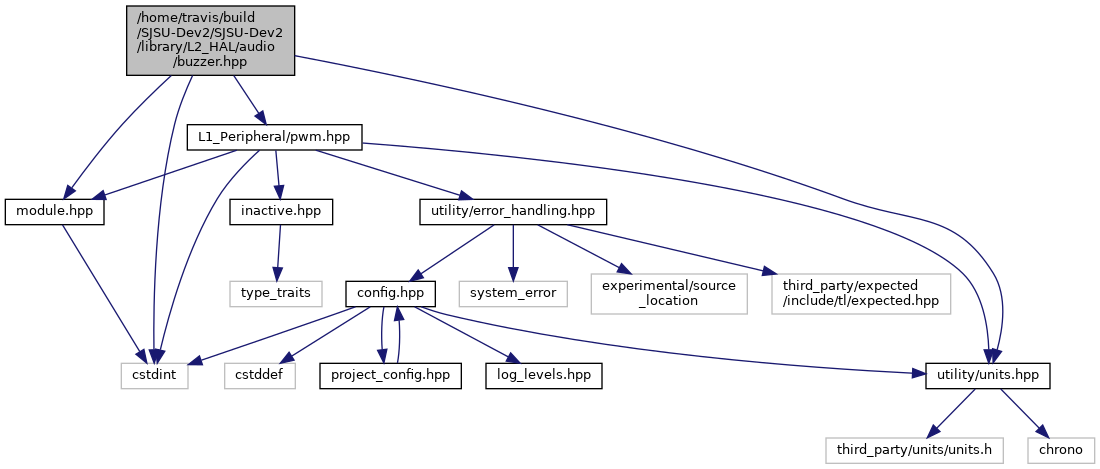 /home/travis/build
/SJSU-Dev2/SJSU-Dev2
/library/L2_HAL/audio
/buzzer.hpp
L1_Peripheral/pwm.hpp
module.hpp
inactive.hpp
utility/error_handling.hpp
type_traits
config.hpp
system_error
experimental/source
_location
third_party/expected
/include/tl/expected.hpp
cstdint
cstddef
project_config.hpp
log_levels.hpp
utility/units.hpp
third_party/units/units.h
chrono